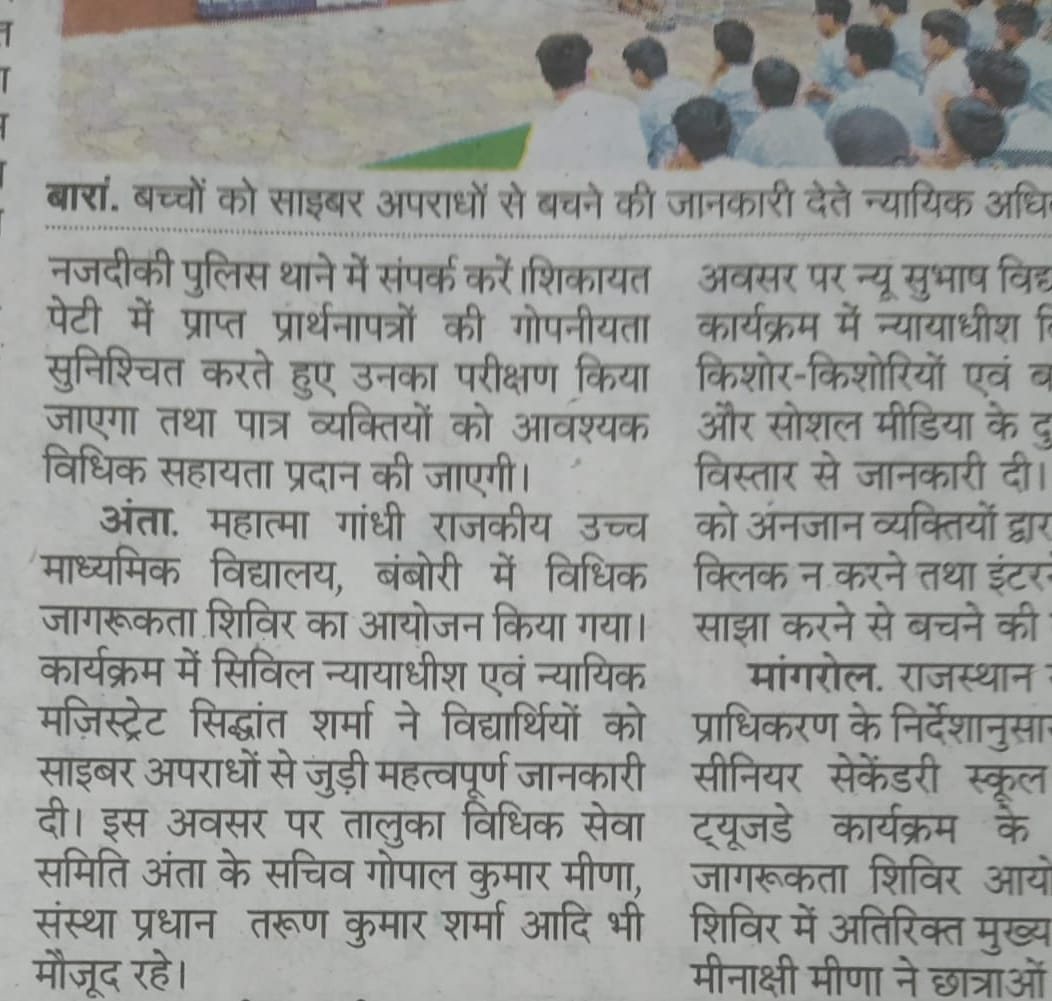 बारां. बच्चों को साइबर अपराधों से बचने की जानकारी देते न्यायिक
नजदीकी पुलिस थाने में संपर्क करें।शिकायत
पेटी में प्राप्त प्रार्थनापत्रों की गोपनीयता
सुनिश्चित करते हुए उनका परीक्षण किया
जाएगा तथा पात्र व्यक्तियों को आवश्यक
विधिक सहायता प्रदान की जाएगी।
अंता. महात्मा गांधी राजकीय उच्च
माध्यमिक विद्यालय, बंबोरी में विधिक
जागरूकता शिविर का आयोजन किया गया।
कार्यक्रम में सिविल न्यायाधीश एवं न्यायिक
मज़िस्ट्रेट सिद्धांत शर्मा ने विद्यार्थियों को
साइबर अपराधों से जुड़ी महत्वपूर्ण जानकारी
दी। इस अवसर पर तालुका विधिक सेवा
समिति अंता के सचिव गोपाल कुमार मीणा,
संस्था प्रधान तरूण कुमार शर्मा आदि भी
मौजूद रहे।
अवसर पर न्यू सुभाष
कार्यक्रम में न्यायाधीश
किशोर-किशोरियों एवं
और सोशल मीडिया के
विस्तार से जानकारी दी।
को अनजान व्यक्तियों
क्लिक न करने तथा
साझा करने से बचने की
मांगरोल. राजस्थान
प्राधिकरण के
सीनियर सेकेंडरी स्कूल
ट्यूजडे कार्यक्रम के
जागरूकता शिविर
शिविर में अतिरिक्त मुख्य
मीनाक्षी मीणा ने छात्राओं